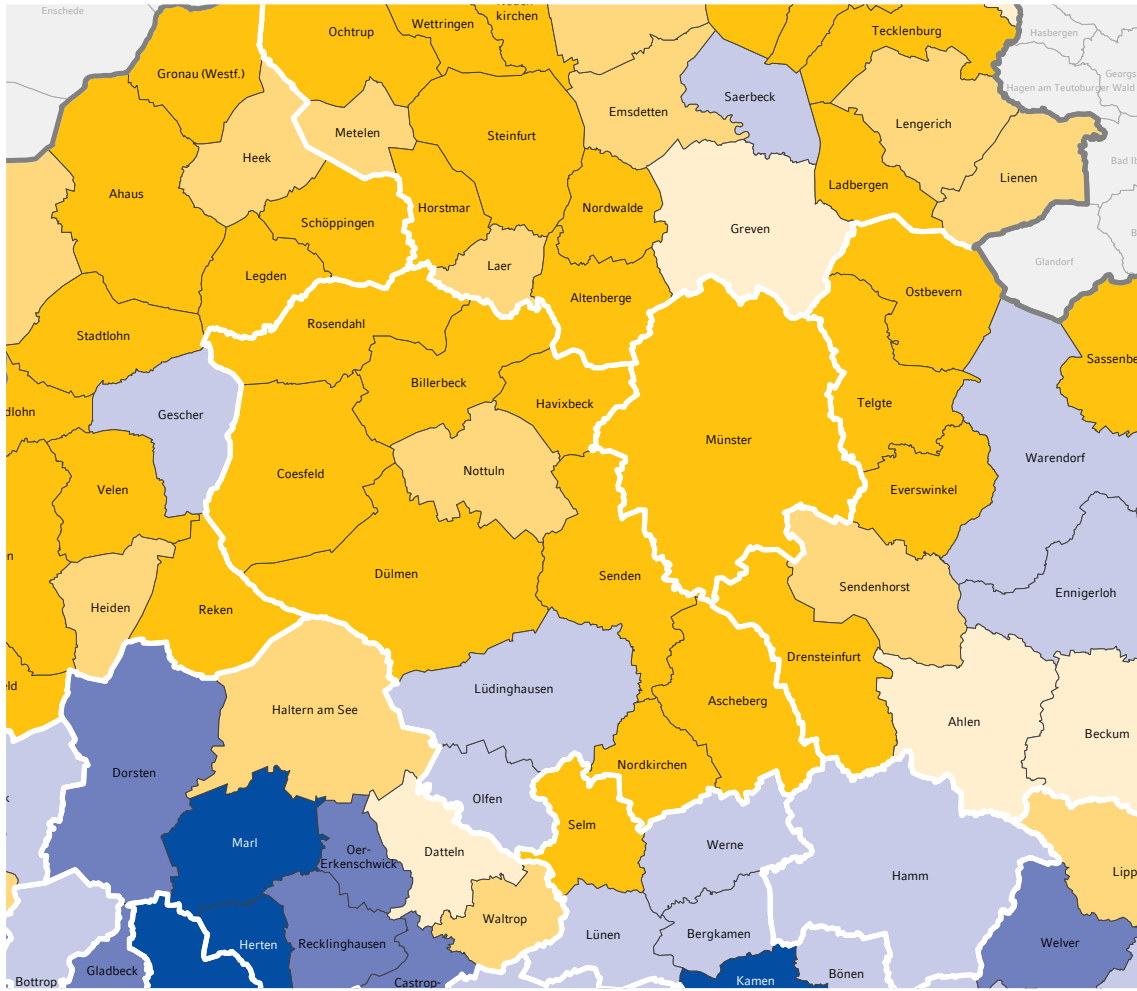 Enschede
Ochtrup
Wettringen
kirchen
Tecklenburg
Hasbergen
Gronau (Westf.)
Georgs
Hagen am Teutoburger Wald
Saerbeck
Emsdetten
Lengerich
Metelen
Steinfurt
Heek
Bad Ib
Lienen
Ahaus
Ladbergen
Horstmar
Nordwalde
Schöppingen
Greven
B
Glandorf
Laer
Legden
Altenberge
Ostbevern
Rosendahl
Stadtlohn
Sassenbe
Billerbeck
Havixbeck
Telgte
dlohn
Gescher
Münster
Warendorf
Nottuln
Coesfeld
Velen
Everswinkel
en
Dülmen
Senden
Sendenhorst
Ennigerloh
Heiden
Reken
Drensteinfurt
eld
Lüdinghausen
Ascheberg
Haltern am See
Ahlen
Beckum
Nordkirchen
Dorsten
k
Olfen
Selm
Marl
Werne
Oer-
Erkenschwick
Datteln
Hamm
Lipp
Waltrop
Lünen
Bergkamen
Herten
Recklinghausen
Welver
Gladbeck
Bönen
Bottrop
Castrop-
Kamen